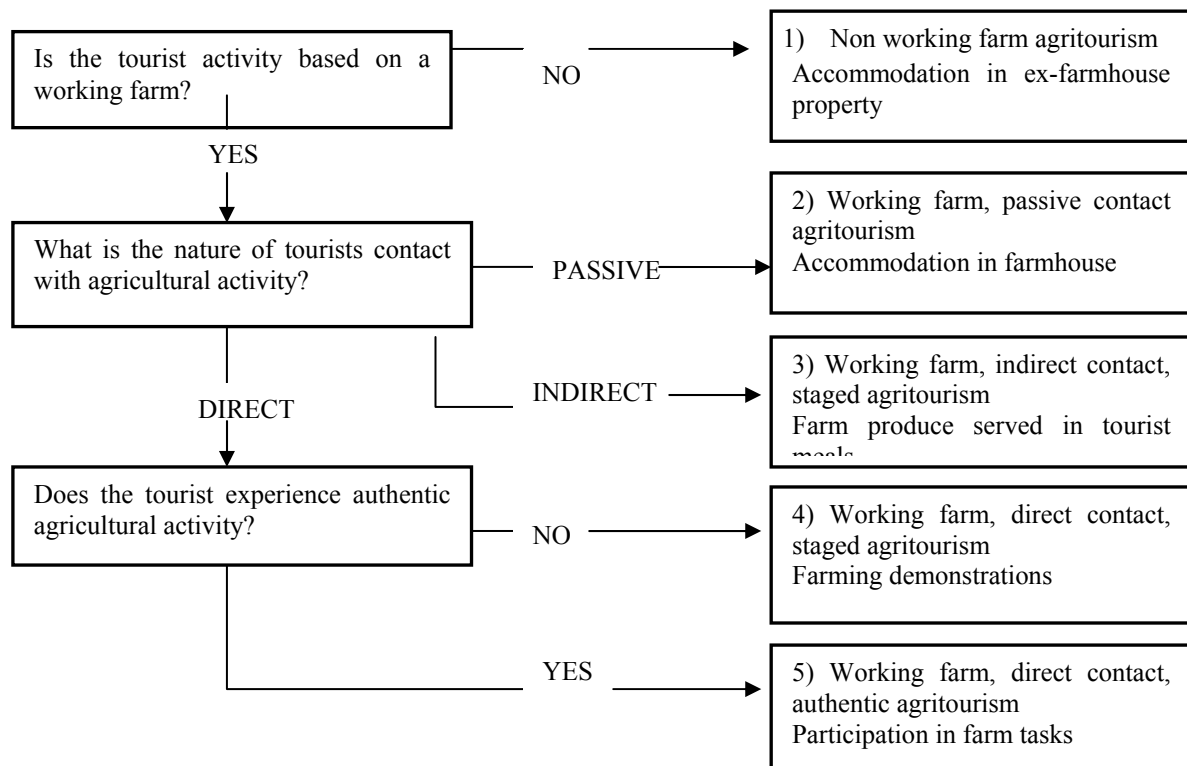 Is the tourist activity based on a
working farm?
NO
1) Non working farm agritourism
Accommodation in ex-farmhouse
property
YES
What is the nature of tourists contact
with agricultural activity?
PASSIVE
2) Working farm, passive contact
agritourism
Accommodation in farmhouse
INDIRECT
3) Working farm, indirect contact,
staged agritourism
Farm produce served in tourist
meals
DIRECT
Does the tourist experience authentic
agricultural activity?
NO
4) Working farm, direct contact,
staged agritourism
Farming demonstrations
YES
5) Working farm, direct contact,
authentic agritourism
Participation in farm tasks